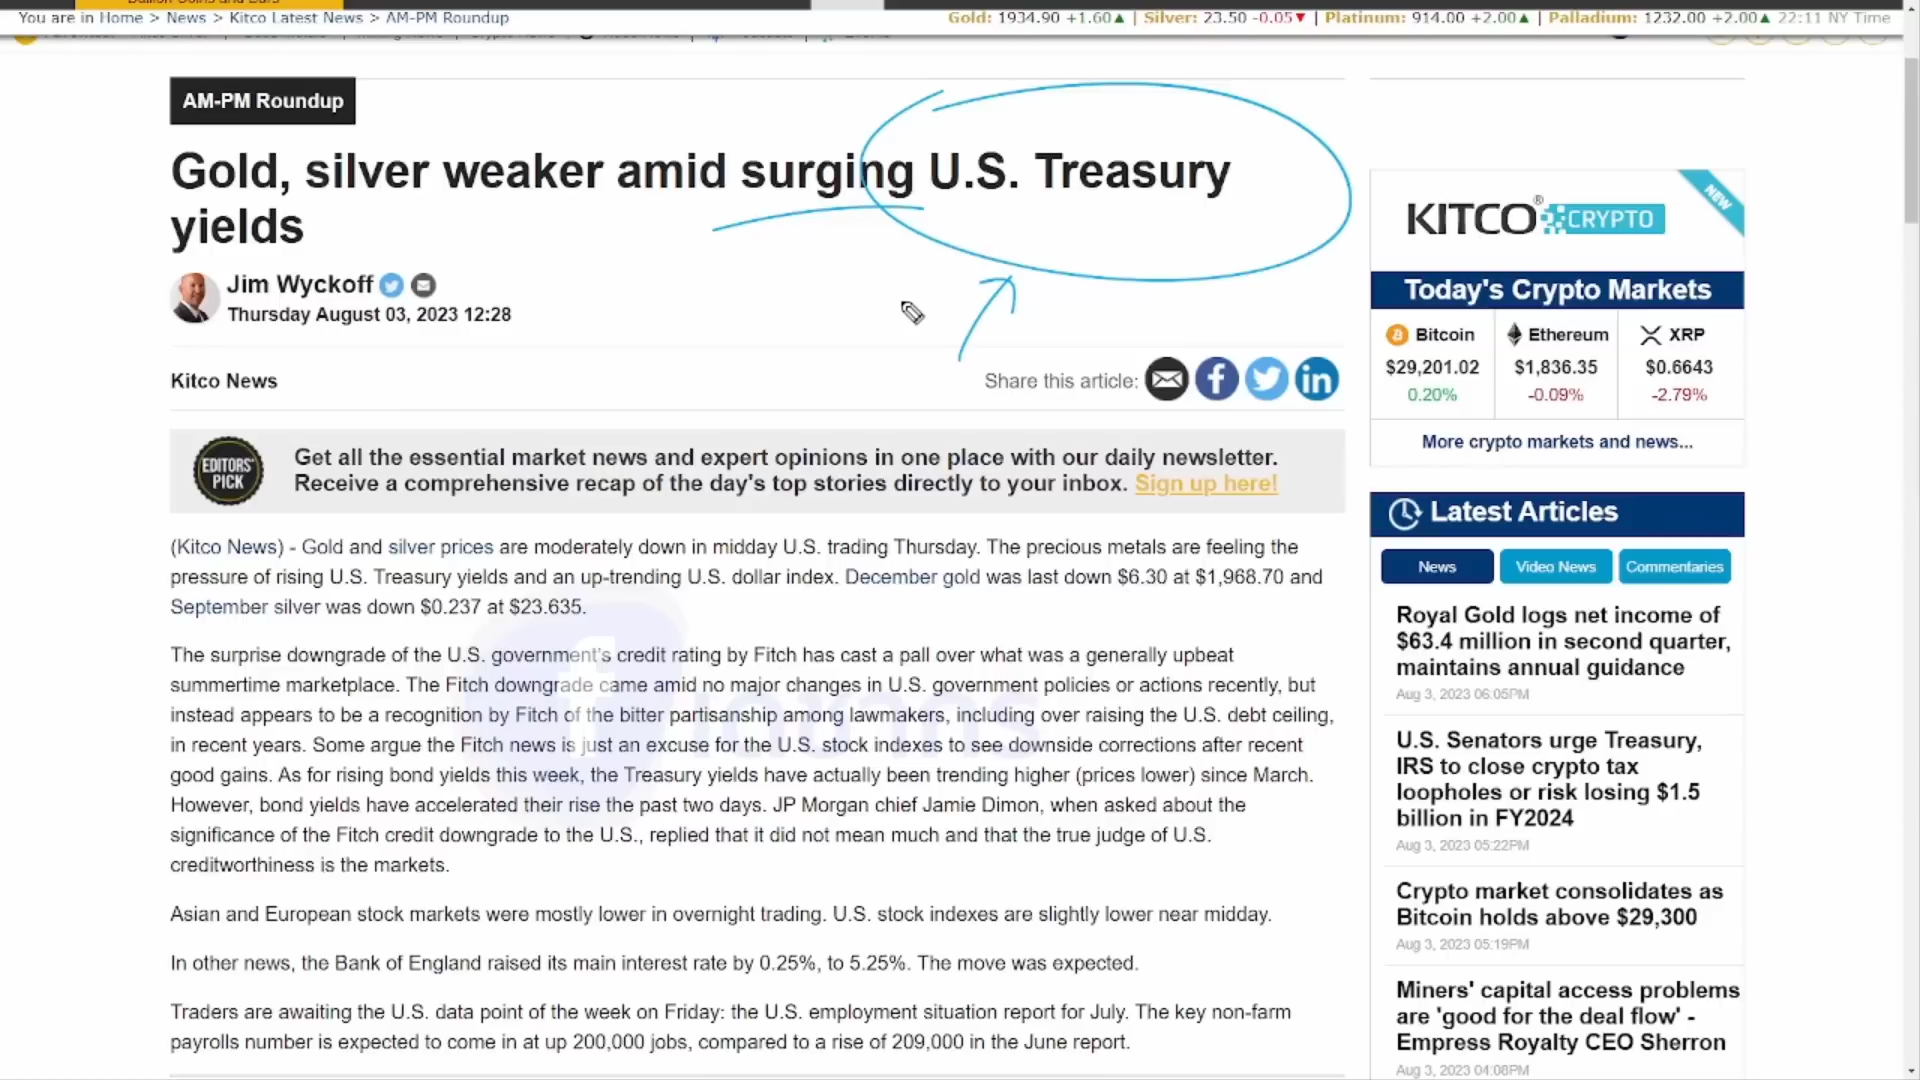 You are in Home > News > Kitco Latest News > AM-PM Roundup
Gold: 1934.90 +1.60▲ | Silver: 23.50 -0.05▼ | Platinum: 914.00 +2.00▲ | Palladium: 1232.00 +2.00▲ 22:11 NY Time
AM-PM Roundup
Gold, silver weaker amid surging U.S. Treasury
yields
Jim Wyckoff
Thursday August 03, 2023 12:28
Kitco News
Share this article:
EDITORS'
PICK
Get all the essential market news and expert opinions in one place with our daily newsletter.
Receive a comprehensive recap of the day's top stories directly to your inbox. Sign up here!
(Kitco News) - Gold and silver prices are moderately down in midday U.S. trading Thursday. The precious metals are feeling the
pressure of rising U.S. Treasury yields and an up-trending U.S. dollar index. December gold was last down $6.30 at $1,968.70 and
September silver was down $0.237 at $23.635.
The surprise downgrade of the U.S. government's credit rating by Fitch has cast a pall over what was a generally upbeat
summertime marketplace. The Fitch downgrade came amid no major changes in U.S. government policies or actions recently, but
instead appears to be a recognition by Fitch of the bitter partisanship among lawmakers, including over raising the U.S. debt ceiling,
in recent years. Some argue the Fitch news is just an excuse for the U.S. stock indexes to see downside corrections after recent
good gains. As for rising bond yields this week, the Treasury yields have actually been trending higher (prices lower) since March.
However, bond yields have accelerated their rise the past two days. JP Morgan chief Jamie Dimon, when asked about the
significance of the Fitch credit downgrade to the U.S., replied that it did not mean much and that the true judge of U.S.
creditworthiness is the markets.
Asian and European stock markets were mostly lower in overnight trading. U.S. stock indexes are slightly lower near midday.
In other news, the Bank of England raised its main interest rate by 0.25%, to 5.25%. The move was expected.
Traders are awaiting the U.S. data point of the week on Friday: the U.S. employment situation report for July. The key non-farm
payrolls number is expected to come in at up 200,000 jobs, compared to a rise of 209,000 in the June report.
NEW
KITCO® CRYPTO
Today's Crypto Markets
Bitcoin Ethereum XRP
$29,201.02 $1,836.35 $0.6643
0.20% -0.09% -2.79%
More crypto markets and news...
Latest Articles
News Video News Commentaries
Royal Gold logs net income of
$63.4 million in second quarter,
maintains annual guidance
Aug 3, 2023 06:05PM
U.S. Senators urge Treasury,
IRS to close crypto tax
loopholes or risk losing $1.5
billion in FY2024
Aug 3, 2023 05:22PM
Crypto market consolidates as
Bitcoin holds above $29,300
Aug 3, 2023 05:19PM
Miners' capital access problems
are 'good for the deal flow' -
Empress Royalty CEO Sherron
Aug 3, 2023 04:08PM